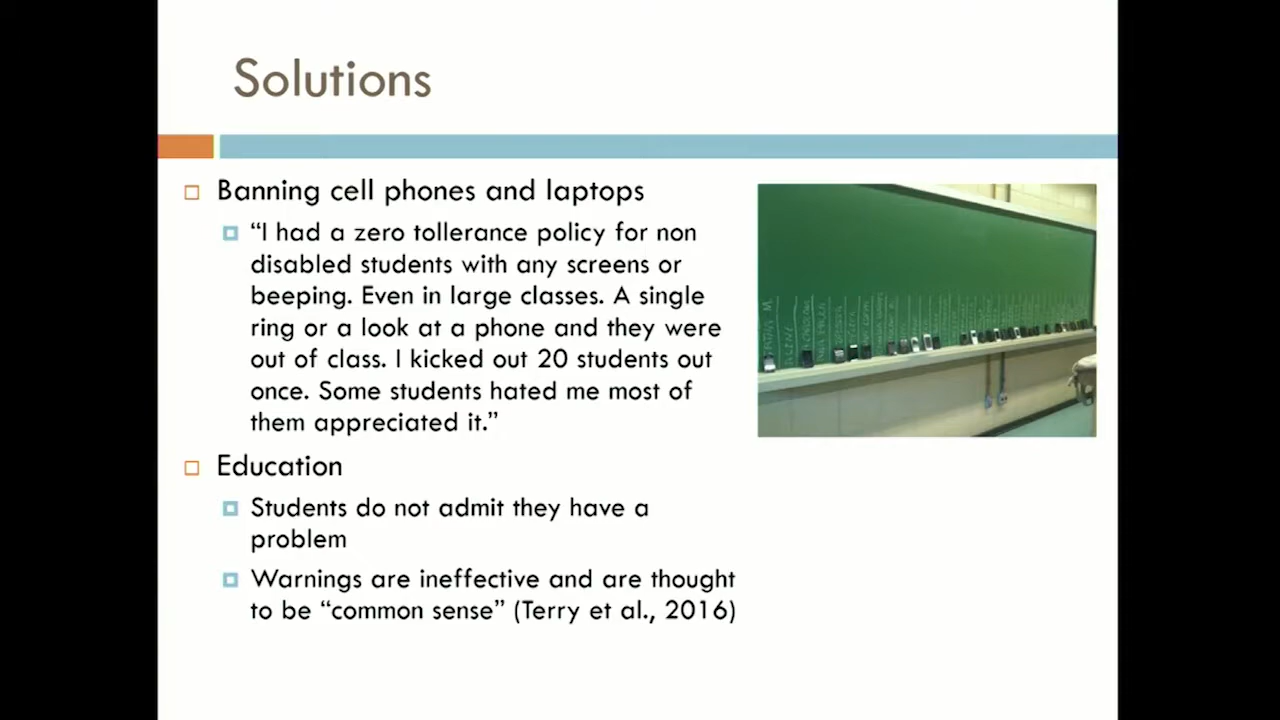 Solutions
Banning cell phones and laptops
“I had a zero tollerance policy for non
disabled students with any screens or
beeping. Even in large classes. A single
ring or a look at a phone and they were
out of class. I kicked out 20 students out
once. Some students hated me most of
them appreciated it.”
Education
Students do not admit they have a
problem
Warnings are ineffective and are thought
to be “common sense” (Terry et al., 2016)